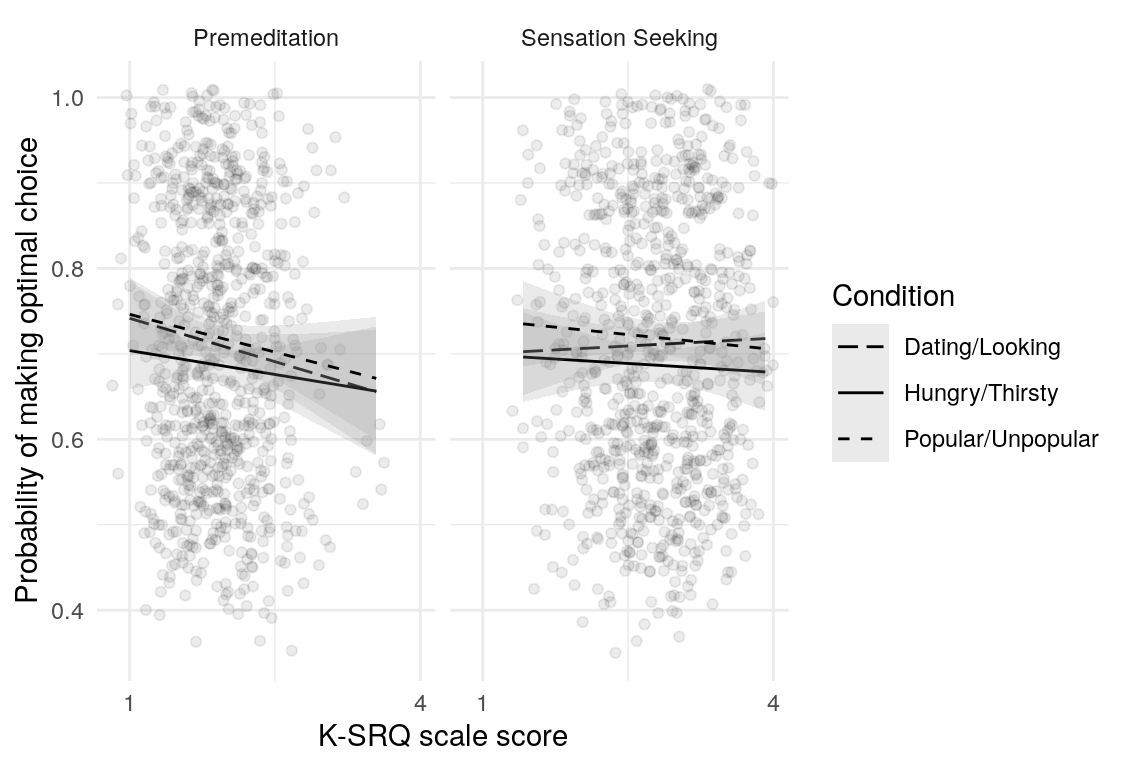 Premeditation
Sensation Seeking
Probability of making optimal choice
1.0
0.8
0.6
0.4
1
4
1
4
K-SRQ scale score
Condition
Dating/Looking
Hungry/Thirsty
Popular/Unpopular